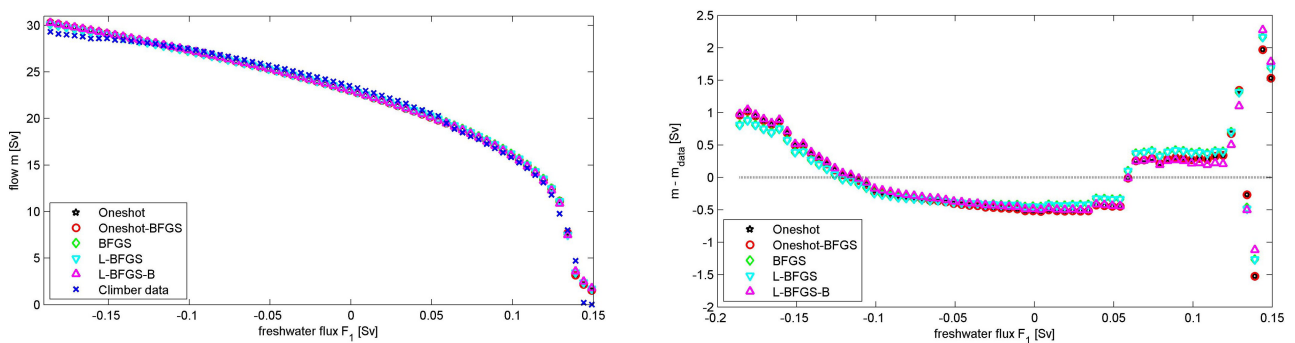 30
25
20
15
10
5
0
flow m [Sv]
-0.15
-0.1
-0.05
0
0.05
0.1
0.15
freshwater flux F1 [Sv]
Oneshot
Oneshot-BFGS
BFGS
L-BFGS
L-BFGS-B
Climber data
2.5
2
1.5
1
0.5
0
-0.5
-1
-1.5
-2
m - mdata [Sv]
-0.2
-0.15
-0.1
-0.05
0
0.05
0.1
0.15
freshwater flux F1 [Sv]
Oneshot
Oneshot-BFGS
BFGS
L-BFGS
L-BFGS-B